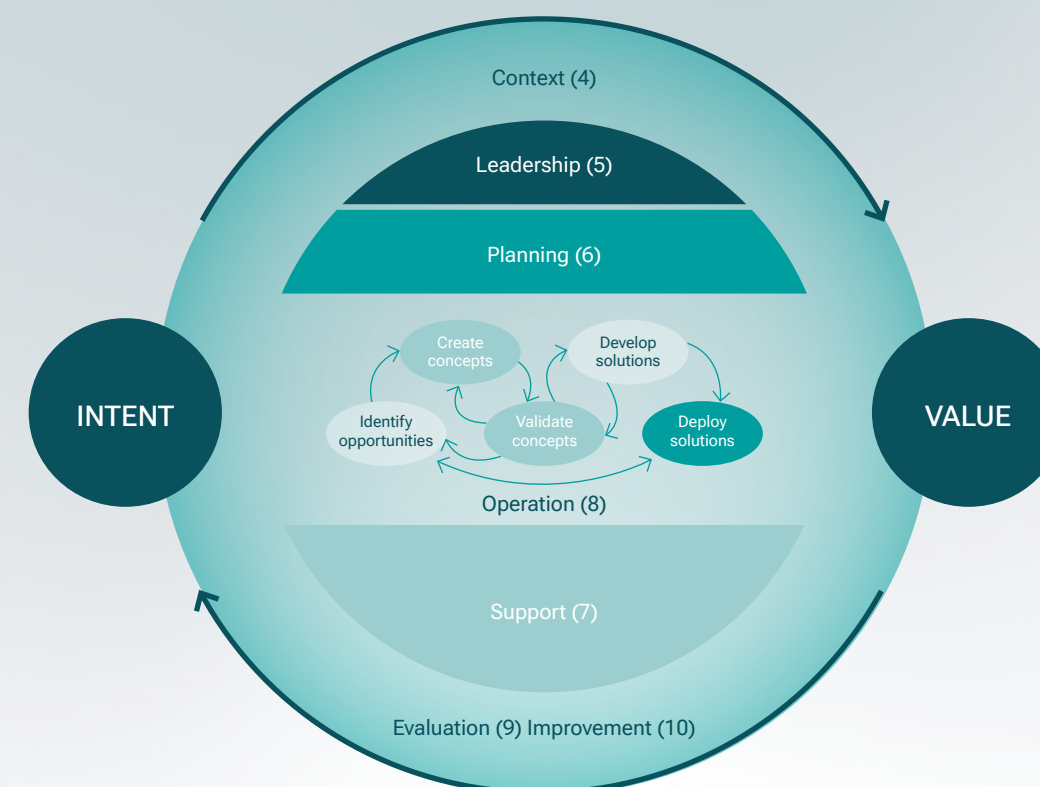 Context (4)
Leadership (5)
Planning (6)
Create
concepts
Develop
solutions
INTENT
Identify
opportunities
Validate
concepts
Deploy
solutions
VALUE
Operation (8)
Support (7)
Evaluation (9) Improvement (10)